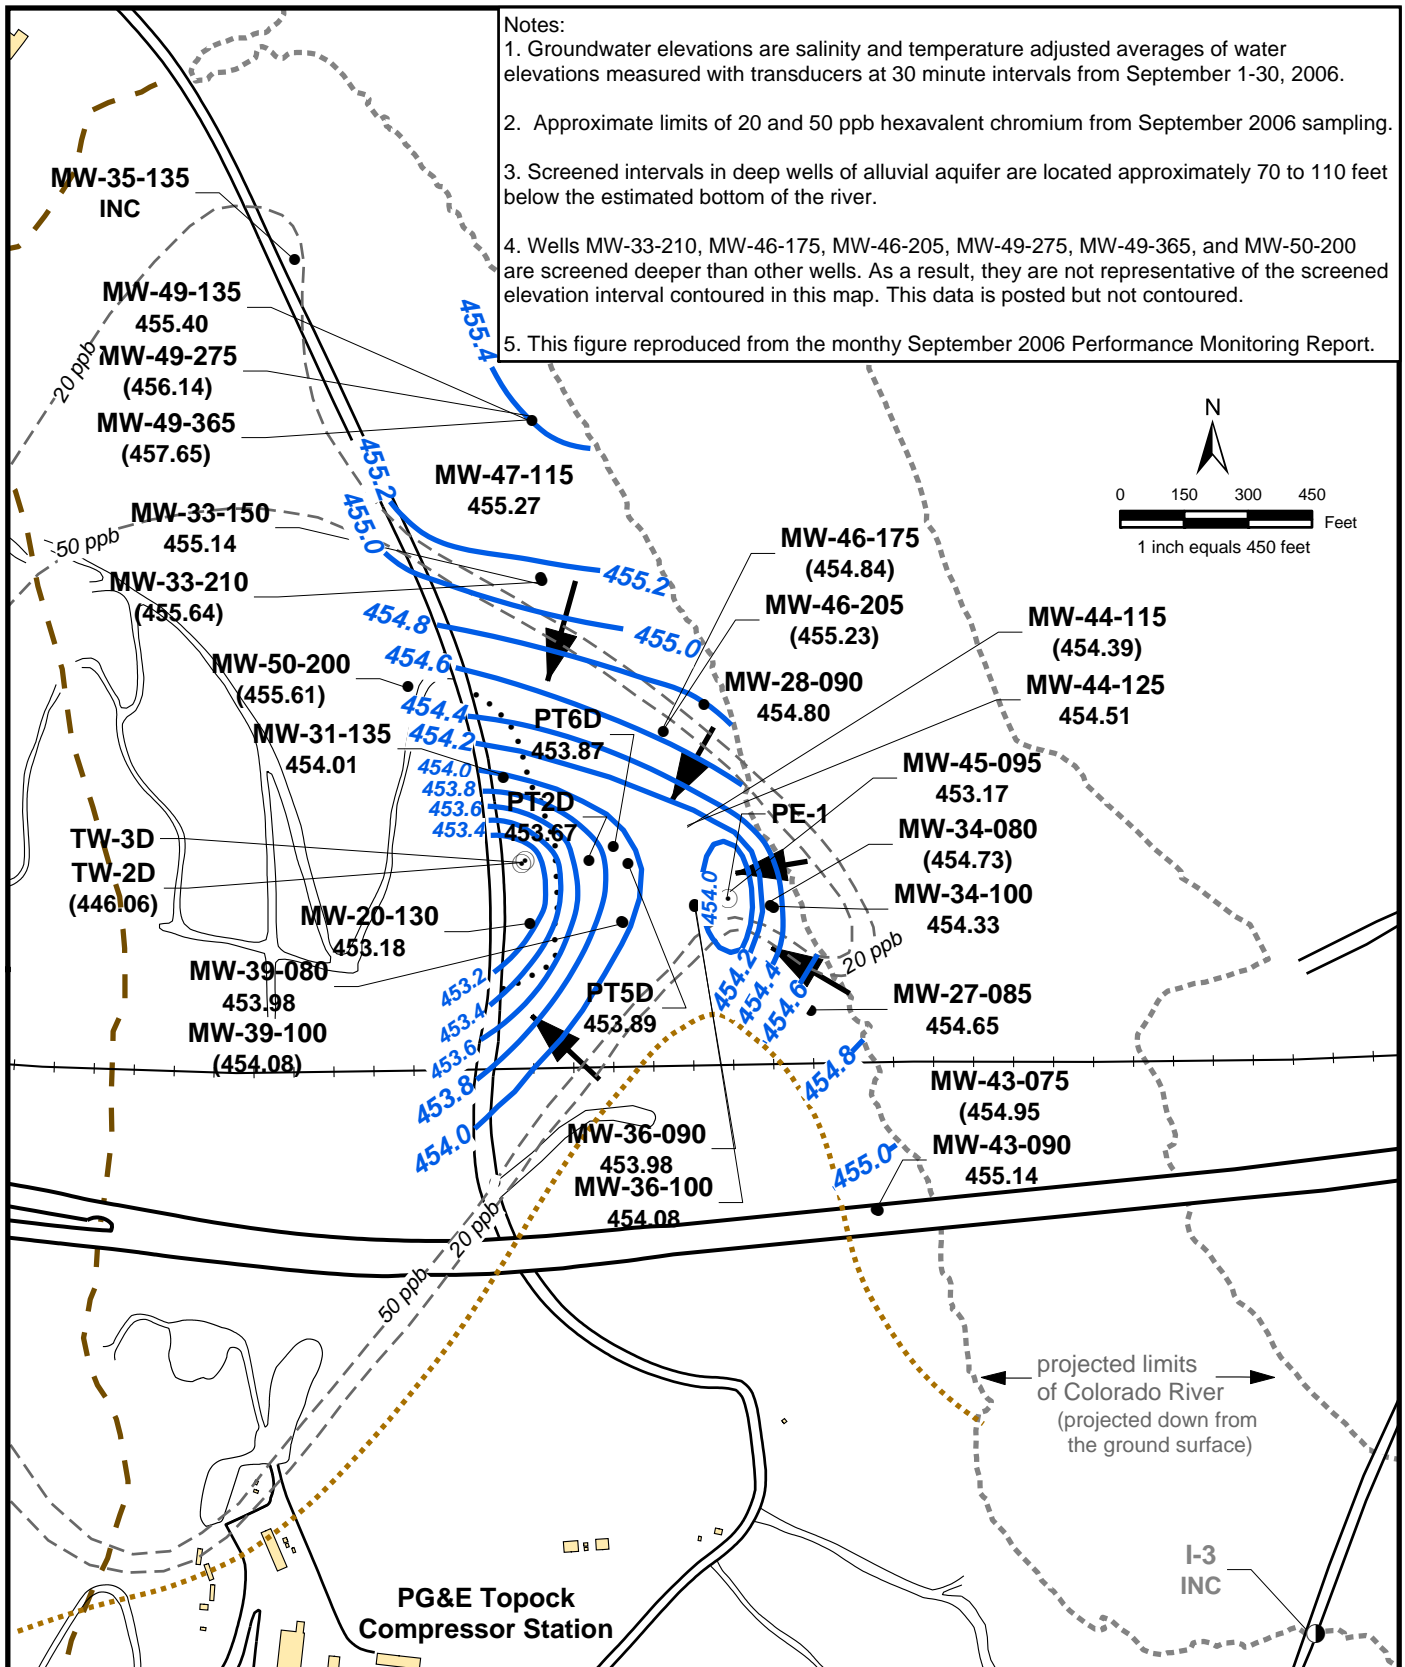 Notes:
1. Groundwater elevations are salinity and temperature adjusted averages of water
elevations measured with transducers at 30 minute intervals from September 1-30, 2006.
2.  Approximate limits of 20 and 50 ppb hexavalent chromium from September 2006 sampling.
3. Screened intervals in deep wells of alluvial aquifer are located approximately 70 to 110 feet
below the estimated bottom of the river.
4. Wells MW-33-210, MW-46-175, MW-46-205, MW-49-275, MW-49-365, and MW-50-200
are screened deeper than other wells. As a result, they are not representative of the screened
elevation interval contoured in this map. This data is posted but not contoured.
5. This figure reproduced from the monthy September 2006 Performance Monitoring Report.
MW-35-135
INC
MW-49-135
455.40
MW-49-275
(456.14)
MW-49-365
(457.65)
20 ppb
455.4
MW-47-115
455.27
455.2
455.0
MW-33-150
455.14
50 ppb
MW-33-210
(455.64)
455.2
455.0
454.8
454.6
MW-50-200
(455.61)
454.4
454.2
MW-31-135
454.01
454.0
453.8
453.6
453.4
PT6D
453.87
PT2D
453.67
MW-46-175
(454.84)
MW-46-205
(455.23)
MW-28-090
454.80
N
0 150 300 450
Feet
1 inch equals 450 feet
MW-44-115
(454.39)
MW-44-125
454.51
MW-45-095
453.17
PE-1
MW-34-080
(454.73)
MW-34-100
454.33
454.0
TW-3D
TW-2D
(446.06)
MW-20-130
453.18
MW-39-080
453.98
MW-39-100
(454.08)
453.2
453.4
453.6
453.8
454.0
PT5D
453.89
454.2
454.4
454.6
20 ppb
MW-27-085
454.65
454.8
MW-43-075
(454.95
MW-43-090
455.14
455.0
MW-36-090
453.98
MW-36-100
454.08
20 ppb
50 ppb
projected limits
of Colorado River
(projected down from
the ground surface)
I-3
INC
PG&E Topock
Compressor Station